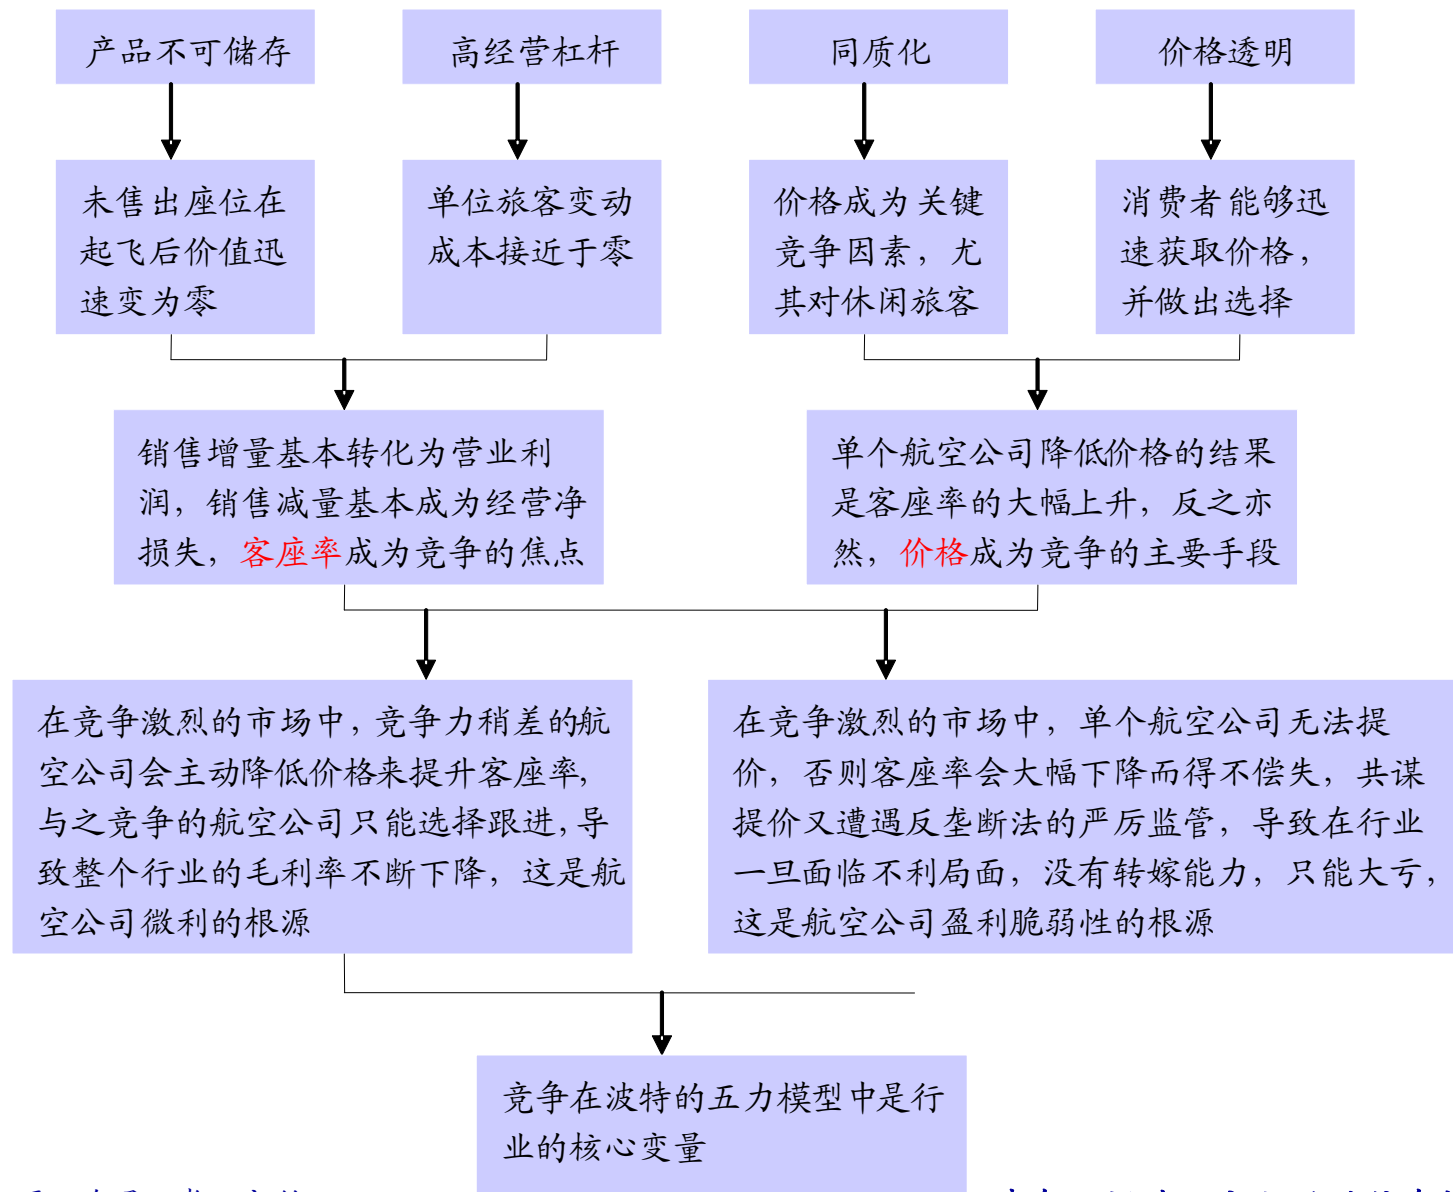 产品不可储存
高经营杠杆
同质化
价格透明
未售出座位在
起飞后价值迅
速变为零
单位旅客变动
成本接近于零
价格成为关键
竞争因素，尤
其对休闲旅客
消费者能够迅
速获取价格，
并做出选择
销售增量基本转化为营业利
润，销售减量基本成为经营净
损失，客座率成为竞争的焦点
单个航空公司降低价格的结果
是客座率的大幅上升，反之亦
然，价格成为竞争的主要手段
在竞争激烈的市场中，竞争力稍差的航
空公司会主动降低价格来提升客座率，
与之竞争的航空公司只能选择跟进，导
致整个行业的毛利率不断下降，这是航
空公司微利的根源
在竞争激烈的市场中，单个航空公司无法提
价，否则客座率会大幅下降而得不偿失，共谋
提价又遭遇反垄断法的严厉监管，导致在行业
一旦面临不利局面，没有转嫁能力，只能大亏，
这是航空公司盈利脆弱性的根源
竞争在波特的五力模型中是行
业的核心变量